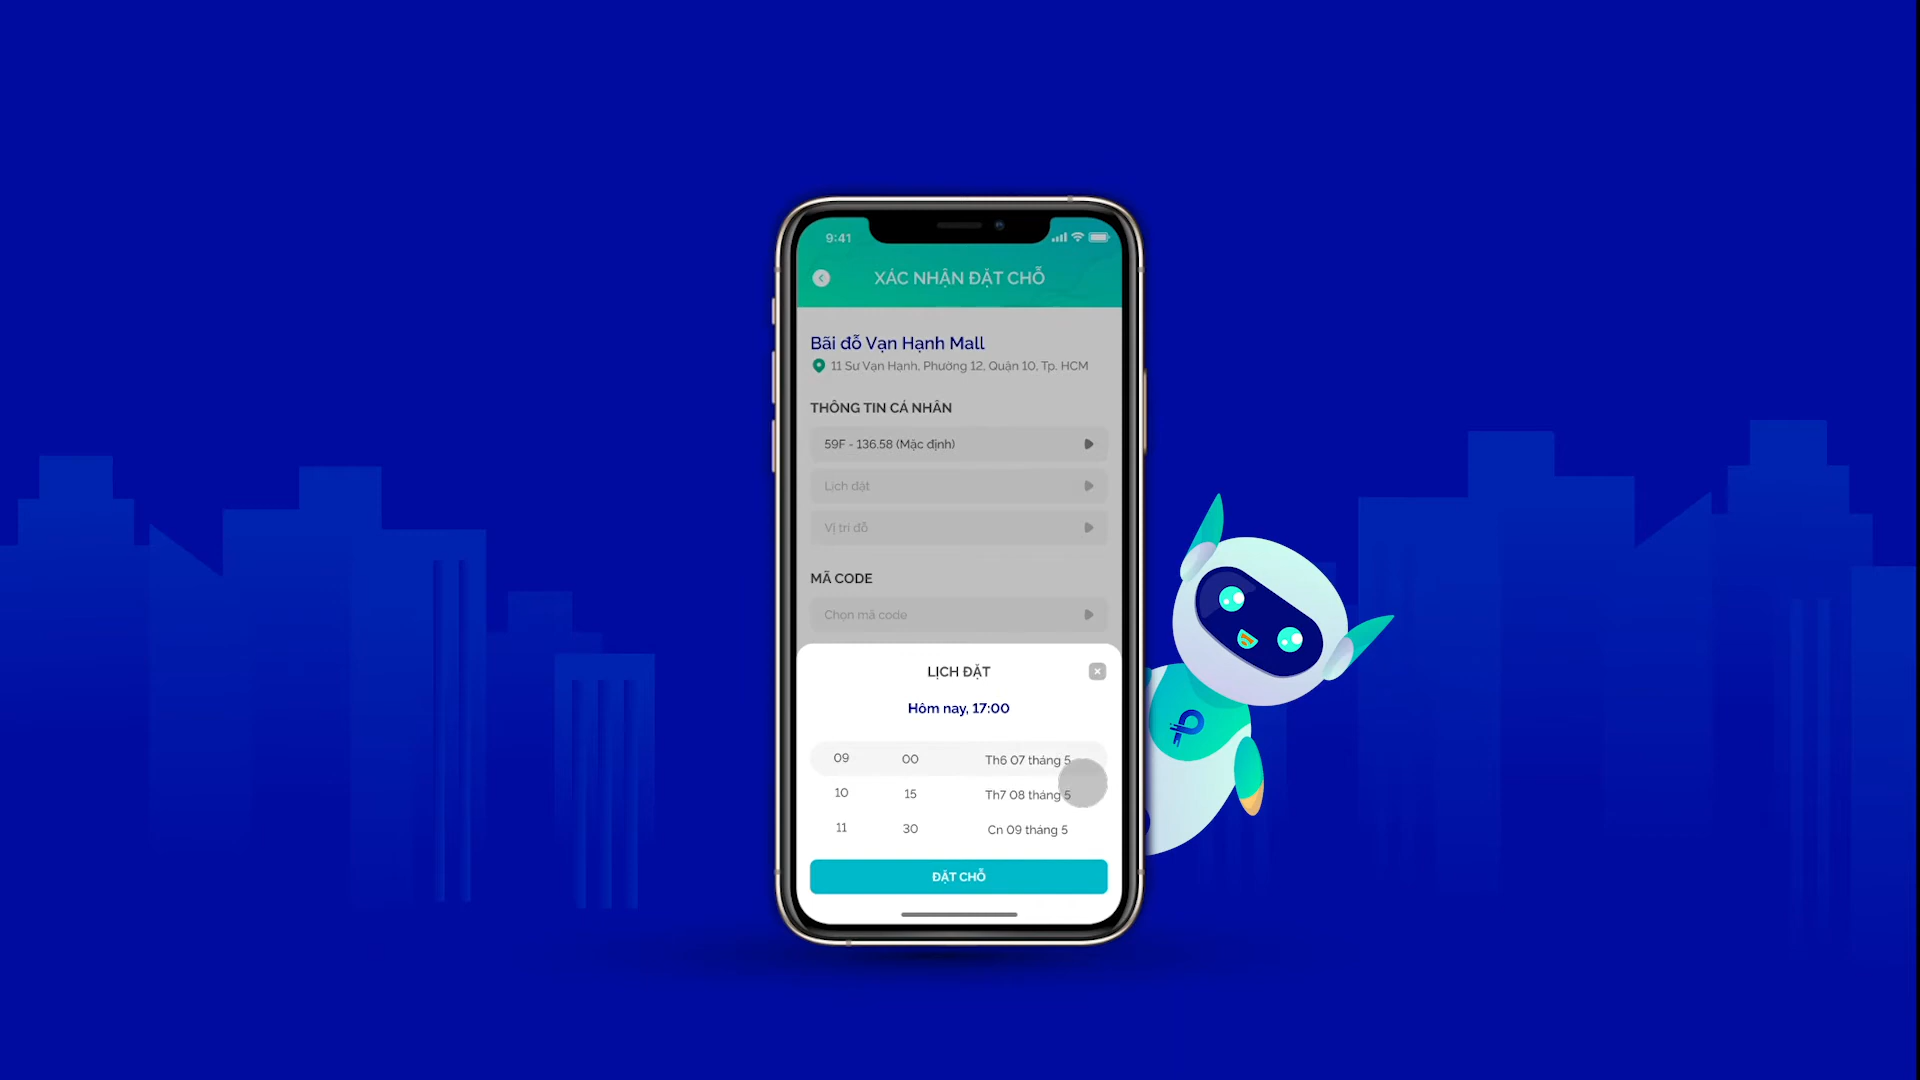 9:41
XÁC NHẬN ĐẶT CHỖ
Bãi đỗ Vạn Hạnh Mall
11 Sư Vạn Hạnh, Phường 12, Quận 10, Tp. HCM
THÔNG TIN CÁ NHÂN
59F - 136.58 (Mặc định)
Lịch đặt
Vị trí đỗ
MÃ CODE
Chọn mã code
LỊCH ĐẶT
Hôm nay, 17:00
09 00 Th6 07 tháng 5
10 15 Th7 08 tháng 5
11 30 Cn 09 tháng 5
ĐẶT CHỖ